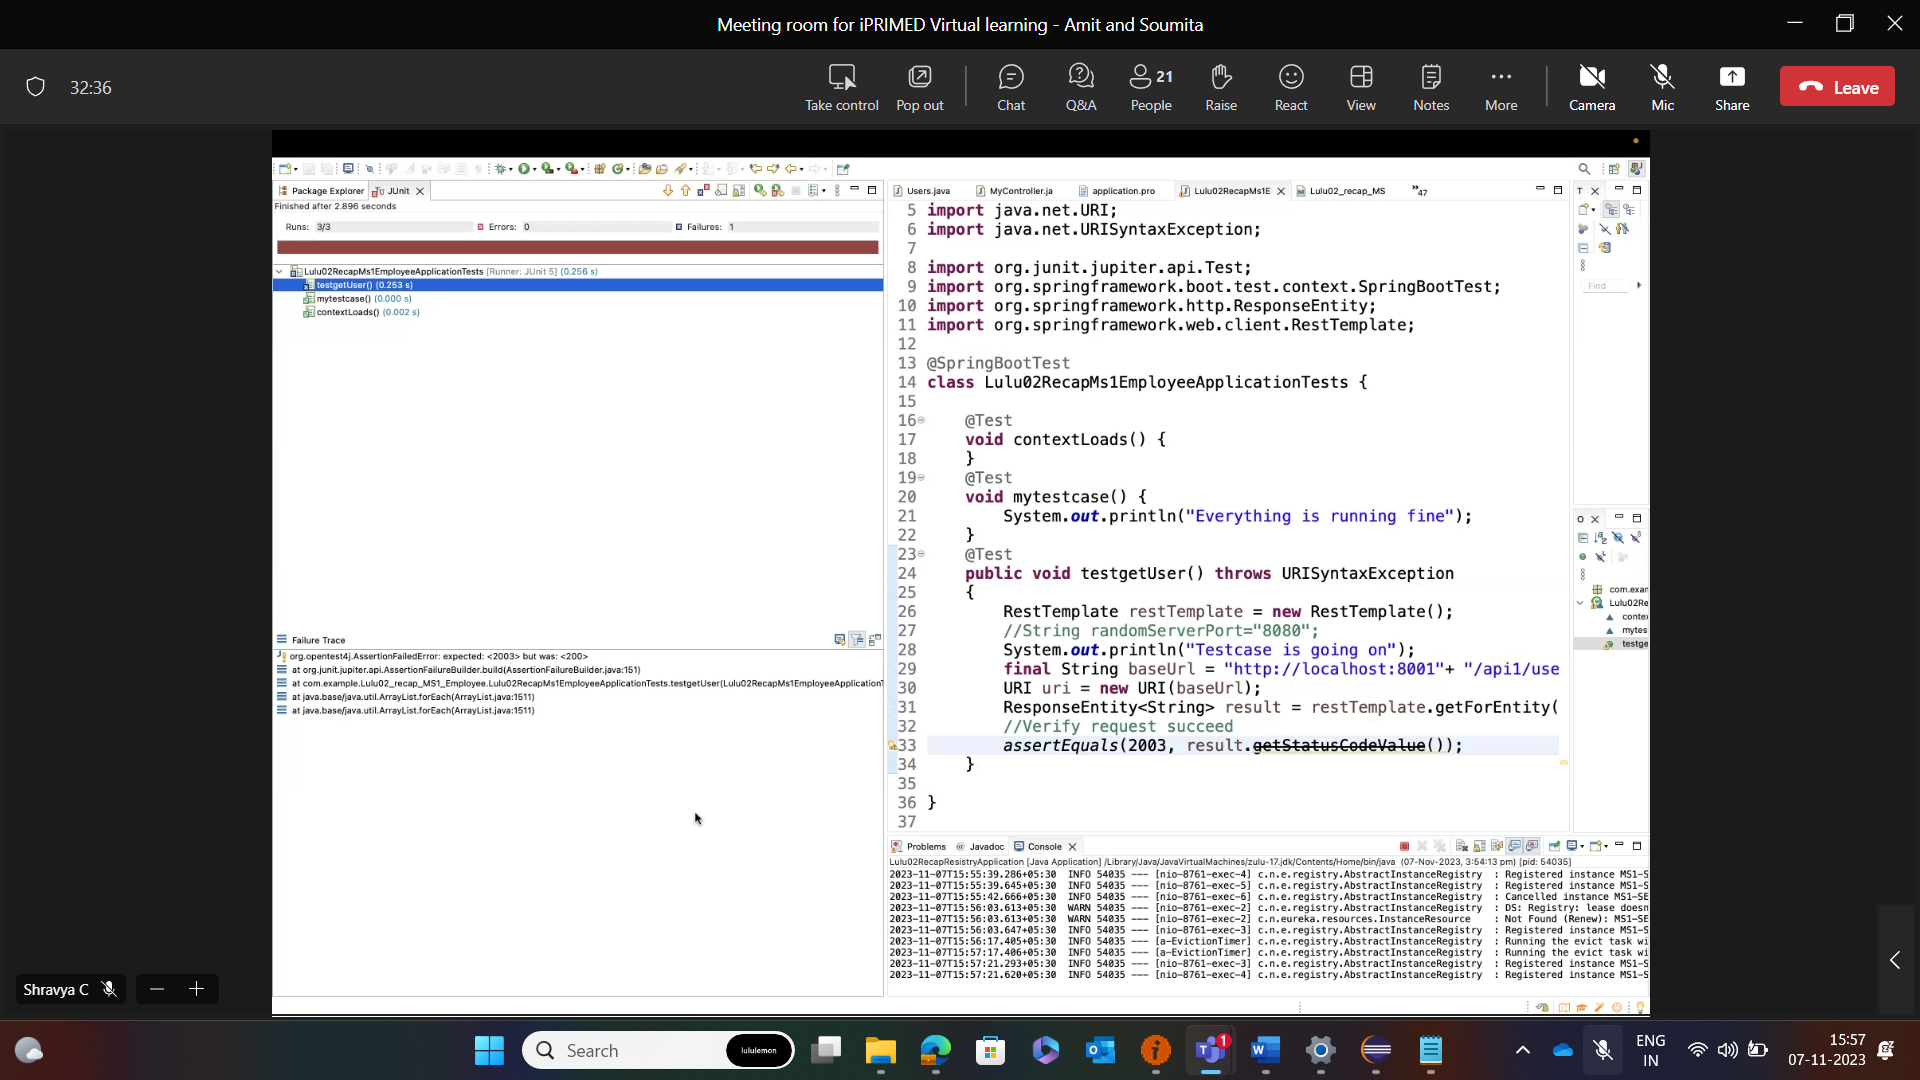 Meeting room for iPRIMED Virtual learning - Amit and Soumita
32:36
Take control
Pop out
Chat
Q&A
21
People
Raise
React
View
Notes
More
Camera
Mic
Share
Leave
Package Explorer
JUnit
Finished after 2.896 seconds
Runs: 3/3
Errors: 0
Failures: 1
Lulu02RecapMs1EmployeeApplicationTests [Runner: JUnit 5] (0.256 s)
testgetUser() (0.253 s)
mytestcase() (0.000 s)
contextLoads() (0.002 s)
Failure Trace
org.opentest4j.AssertionFailedError: expected: <2003> but was: <200>
at org.junit.jupiter.api.AssertionFailureBuilder.build(AssertionFailureBuilder.java:151)
at com.example.Lulu02_recap_MS1_Employee.Lulu02RecapMs1EmployeeApplicationTests.testgetUser(Lulu02RecapMs1EmployeeApplication
at java.base/java.util.ArrayList.forEach(ArrayList.java:1511)
at java.base/java.util.ArrayList.forEach(ArrayList.java:1511)
Users.java
MyController.ja
application.pro
Lulu02RecapMs1E
Lulu02_recap_MS
"47
5 import java.net.URI;
6 import java.net.URISyntaxException;
7
8 import org.junit.jupiter.api.Test;
9 import org.springframework.boot.test.context.SpringBootTest;
10 import org.springframework.http.ResponseEntity;
11 import org.springframework.web.client.RestTemplate;
12
13 @SpringBootTest
14 class Lulu02RecapMs1EmployeeApplicationTests {
15
16 @Test
17 void contextLoads() {
18 }
19 @Test
20 void mytestcase() {
21 System.out.println("Everything is running fine");
22 }
23 @Test
24 public void testgetUser() throws URISyntaxException
25 {
26 RestTemplate restTemplate = new RestTemplate();
27 //String randomServerPort="8080";
28 System.out.println("Testcase is going on");
29 final String baseUrl = "http://localhost:8001"+ "/api1/use
30 URI uri = new URI(baseUrl);
31 ResponseEntity<String> result = restTemplate.getForEntity(
32 //Verify request succeed
33 assertEquals(2003, result.getStatusCodeValue());
34 }
35
36 }
37
T
Find
O
com.exar
Lulu02Re
conte
mytes
testge
Problems
Javadoc
Console
Lulu02RecapResistryApplication [Java Application] /Library/Java/JavaVirtualMachines/zulu-17.jdk/Contents/Home/bin/java (07-Nov-2023, 3:54:13 pm) [pid: 54035]
2023-11-07T15:55:39.286+05:30 INFO 54035 --- [nio-8761-exec-4] c.n.e.registry.AbstractInstanceRegistry : Registered instance MS1-S
2023-11-07T15:55:39.645+05:30 INFO 54035 --- [nio-8761-exec-5] c.n.e.registry.AbstractInstanceRegistry : Registered instance MS1-S
2023-11-07T15:55:42.666+05:30 INFO 54035 --- [nio-8761-exec-6] c.n.e.registry.AbstractInstanceRegistry : Cancelled instance MS1-SE
2023-11-07T15:56:03.613+05:30 WARN 54035 --- [nio-8761-exec-2] c.n.e.registry.AbstractInstanceRegistry : DS: Registry: lease doesn
2023-11-07T15:56:03.613+05:30 WARN 54035 --- [nio-8761-exec-2] c.n.eureka.resources.InstanceResource : Not Found (Renew): MS1-SE
2023-11-07T15:56:03.647+05:30 INFO 54035 --- [nio-8761-exec-3] c.n.e.registry.AbstractInstanceRegistry : Registered instance MS1-S
2023-11-07T15:56:17.405+05:30 INFO 54035 --- [a-EvictionTimer] c.n.e.registry.AbstractInstanceRegistry : Running the evict task wi
2023-11-07T15:57:17.406+05:30 INFO 54035 --- [a-EvictionTimer] c.n.e.registry.AbstractInstanceRegistry : Running the evict task wi
2023-11-07T15:57:21.293+05:30 INFO 54035 --- [nio-8761-exec-3] c.n.e.registry.AbstractInstanceRegistry : Registered instance MS1-S
2023-11-07T15:57:21.620+05:30 INFO 54035 --- [nio-8761-exec-4] c.n.e.registry.AbstractInstanceRegistry : Registered instance MS1-S
Shravya C
Search
lululemon
1
ENG
IN
15:57
07-11-2023